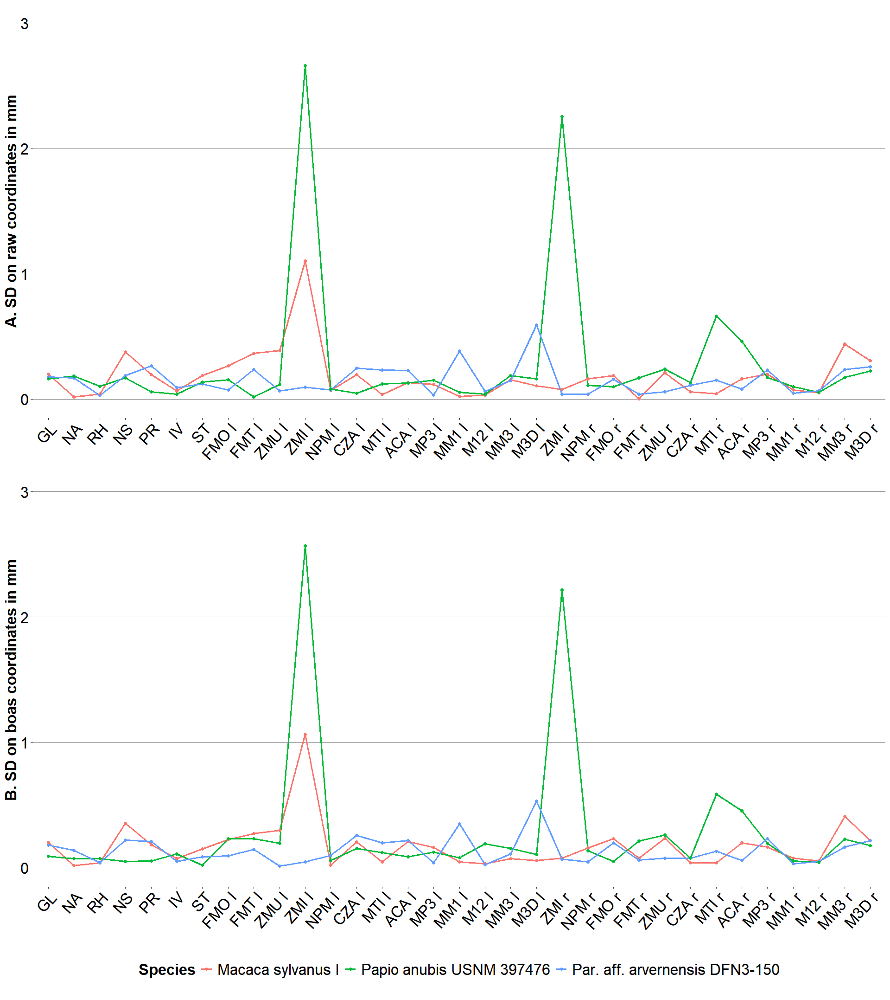 A. SD on raw coordinates in mm
3
2
1
0
GL NA RH NS PR IV ST FMO l FMT l ZMU l ZMI l NPM l CZA l MTI l ACA l MP3 l MM1 l M12 l MM3 l M3D l ZMI r NPM r FMO r FMT r ZMU r CZA r MTI r ACA r MP3 r MM1 r M12 r MM3 r M3D r
B. SD on boas coordinates in mm
3
2
1
0
GL NA RH NS PR IV ST FMO l FMT l ZMU l ZMI l NPM l CZA l MTI l ACA l MP3 l MM1 l M12 l MM3 l M3D l ZMI r NPM r FMO r FMT r ZMU r CZA r MTI r ACA r MP3 r MM1 r M12 r MM3 r M3D r
Species Macaca sylvanus I Papio anubis USNM 397476 Par. aff. arvernensis DFN3-150